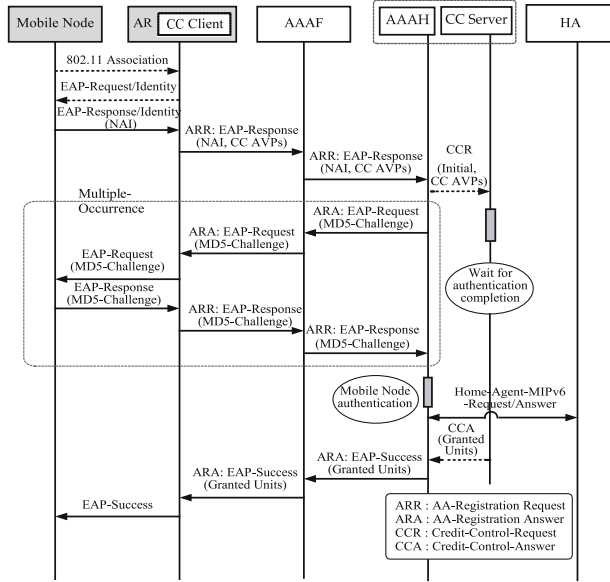 Mobile Node
AR
CC Client
AAAF
AAAH
CC Server
HA
802.11 Association
EAP-Request/Identity
EAP-Response/Identity
(NAI)
ARR: EAP-Response
(NAI, CC AVPs)
ARR: EAP-Response
(NAI, CC AVPs)
CCR
(Initial,
CC AVPs)
Multiple-
Occurrence
ARA: EAP-Request
(MD5-Challenge)
ARA: EAP-Request
(MD5-Challenge)
EAP-Request
(MD5-Challenge)
EAP-Response
(MD5-Challenge)
ARR: EAP-Response
(MD5-Challenge)
ARR: EAP-Response
(MD5-Challenge)
Wait for
authentication
completion
Mobile Node
authentication
Home-Agent-MIPv6
-Request/Answer
CCA
(Granted
Units)
ARA: EAP-Success
(Granted Units)
ARA: EAP-Success
(Granted Units)
EAP-Success
ARR : AA-Registration Request
ARA : AA-Registration Answer
CCR : Credit-Control-Request
CCA : Credit-Control-Answer